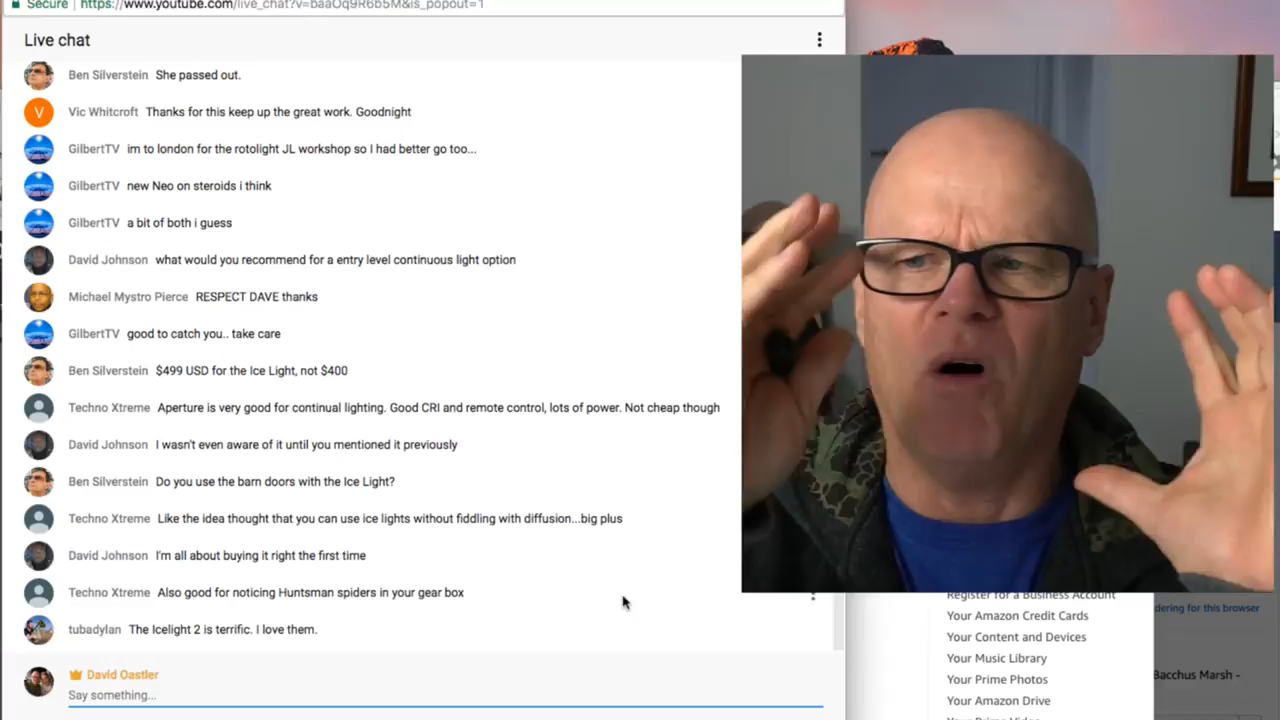 Secure https://www.youtube.com/live_chat?v=baaOq9R6b5M&is_popout=1
Live chat
Ben Silverstein She passed out.
V Vic Whitcroft Thanks for this keep up the great work. Goodnight
GilbertTV im to london for the rotolight JL workshop so I had better go too...
GilbertTV new Neo on steroids i think
GilbertTV a bit of both i guess
David Johnson what would you recommend for a entry level continuous light option
Michael Mystro Pierce RESPECT DAVE thanks
GilbertTV good to catch you.. take care
Ben Silverstein $499 USD for the Ice Light, not $400
Techno Xtreme Aperture is very good for continual lighting. Good CRI and remote control, lots of power. Not cheap though
David Johnson I wasn't even aware of it until you mentioned it previously
Ben Silverstein Do you use the barn doors with the Ice Light?
Techno Xtreme Like the idea thought that you can use ice lights without fiddling with diffusion...big plus
David Johnson I'm all about buying it right the first time
Techno Xtreme Also good for noticing Huntsman spiders in your gear box
tubadylan The Icelight 2 is terrific. I love them.
David Oastler
Say something...
Register for a Business Account
Your Amazon Credit Cards
Your Content and Devices
Your Music Library
Your Prime Photos
Your Amazon Drive
Your Prime Video
dering for this browser
Bacchus Marsh -